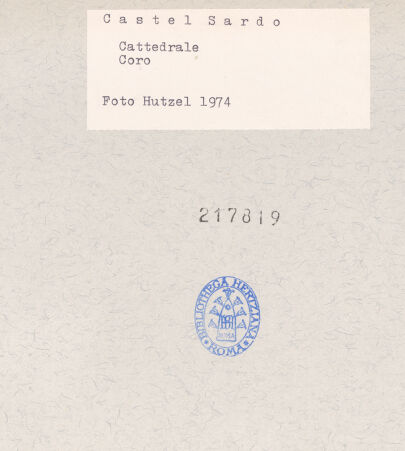 Castel Sardo
Cattedrale
Coro
Foto Hutzel 1974
217819
BIBLIOTHECA HERTZIANA
ROMA